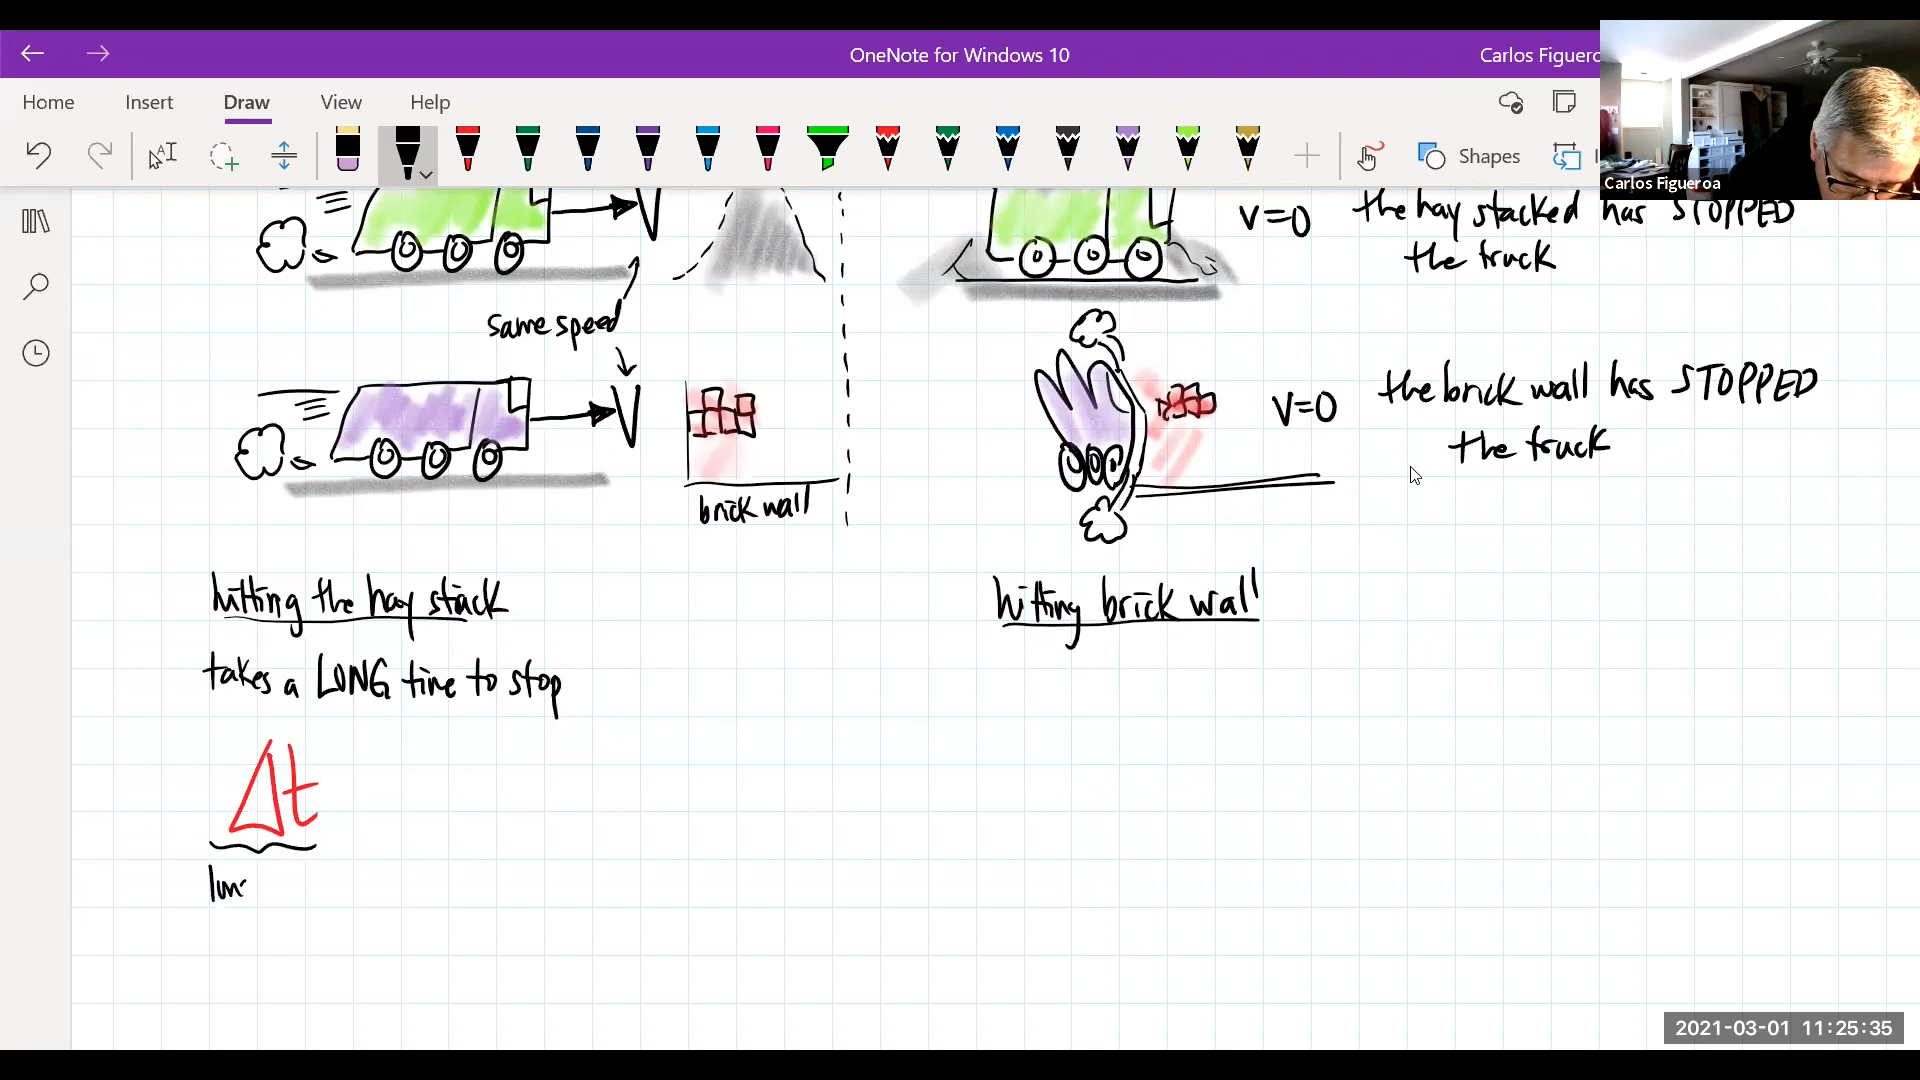 OneNote for Windows 10
Carlos Figuero
Home Insert Draw View Help
Shapes
Carlos Figueroa
V
V=0
the hay stacked has STOPPED
the truck
same speed
V
brick wall
V=0
the brick wall has STOPPED
the truck
hitting the hay stack
takes a LONG time to stop
Δt
hitting brick wall
2021-03-01 11:25:35